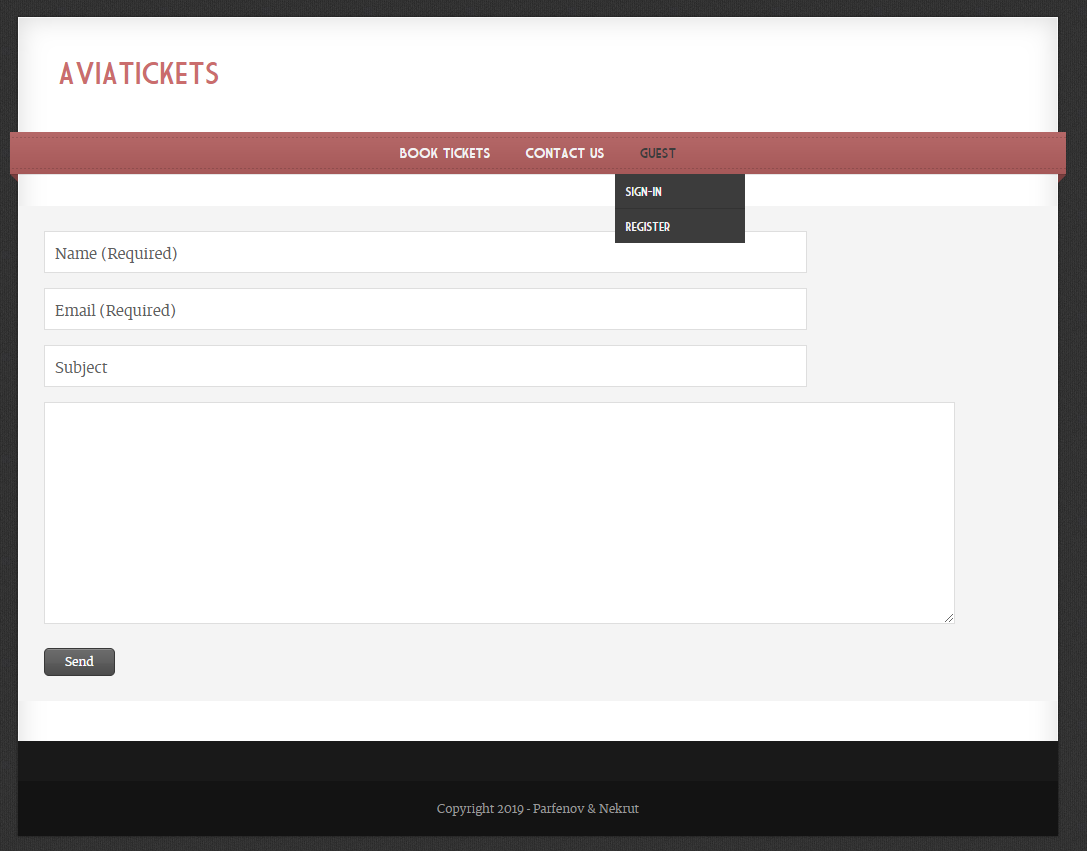 AVIATICKETS
BOOK TICKETS CONTACT US GUEST
SIGN-IN
REGISTER
Name (Required)
Email (Required)
Subject
Send
Copyright 2019 - Parfenov & Nekrut